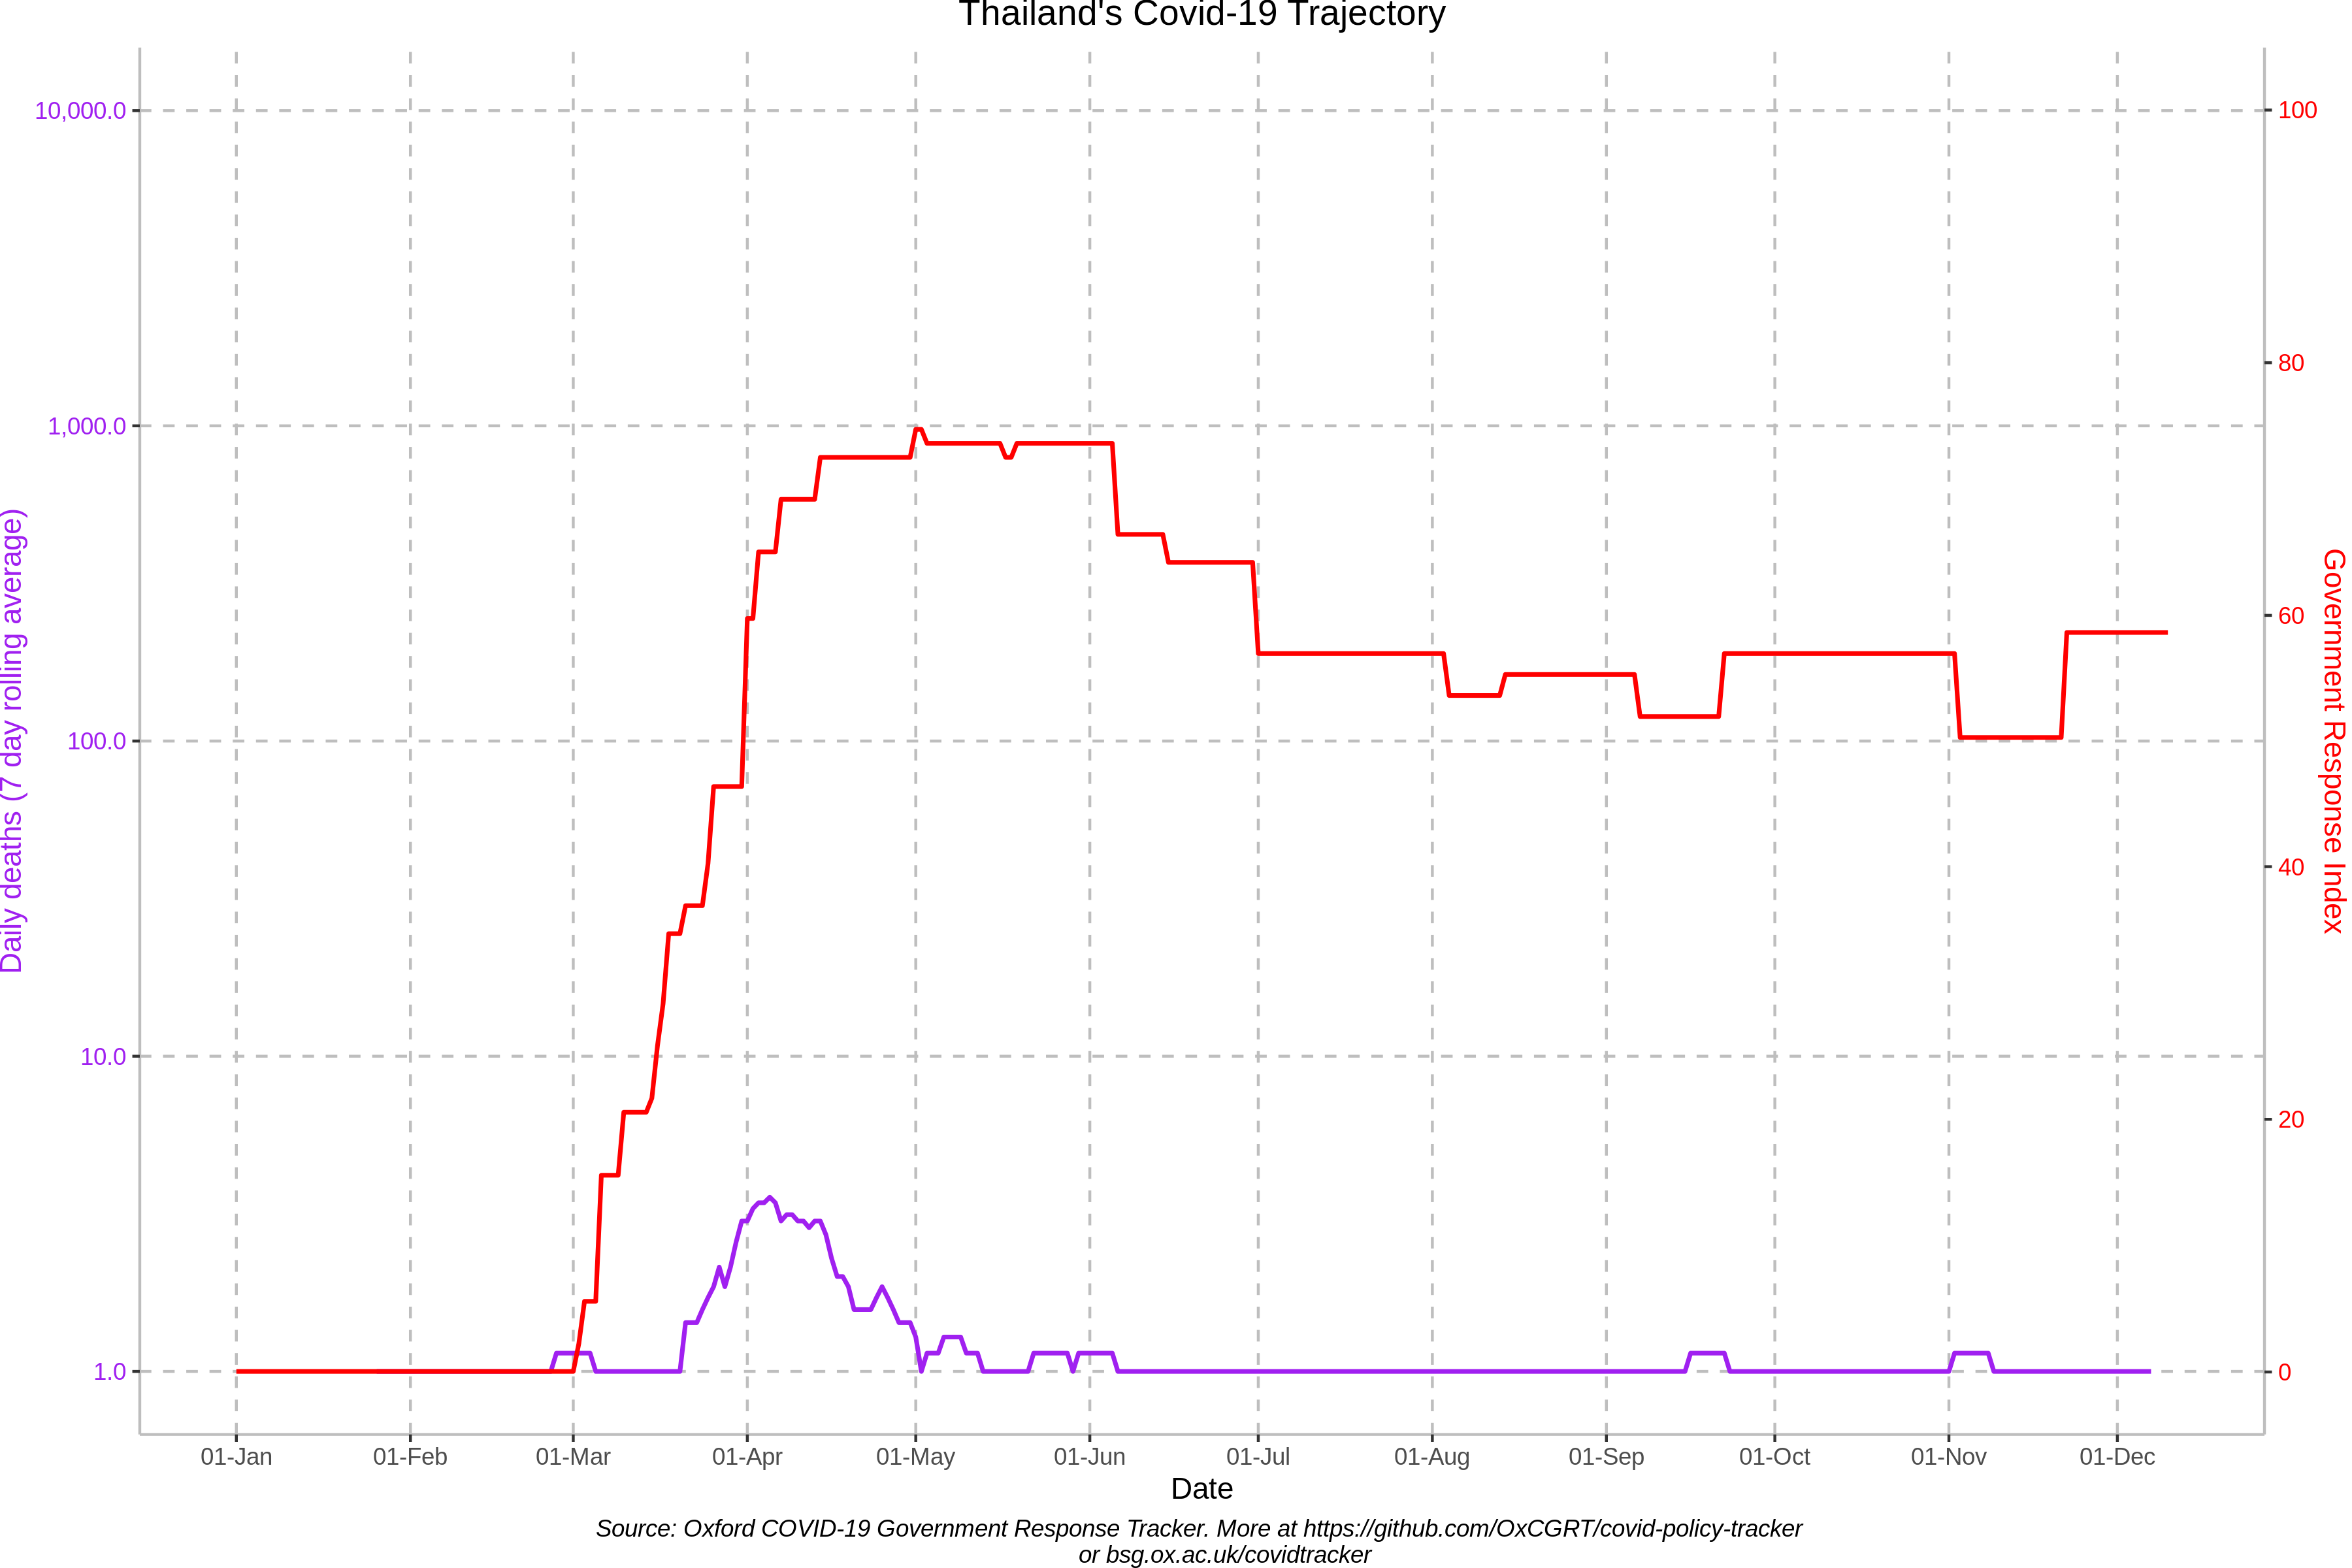 Thailand's Covid-19 Trajectory
10,000.0
1,000.0
100.0
10.0
1.0
Daily deaths (7 day rolling average)
100
80
60
40
20
0
Government Response Index
01-Jan 01-Feb 01-Mar 01-Apr 01-May 01-Jun 01-Jul 01-Aug 01-Sep 01-Oct 01-Nov 01-Dec
Date
Source: Oxford COVID-19 Government Response Tracker. More at https://github.com/OxCGRT/covid-policy-tracker
or bsg.ox.ac.uk/covidtracker